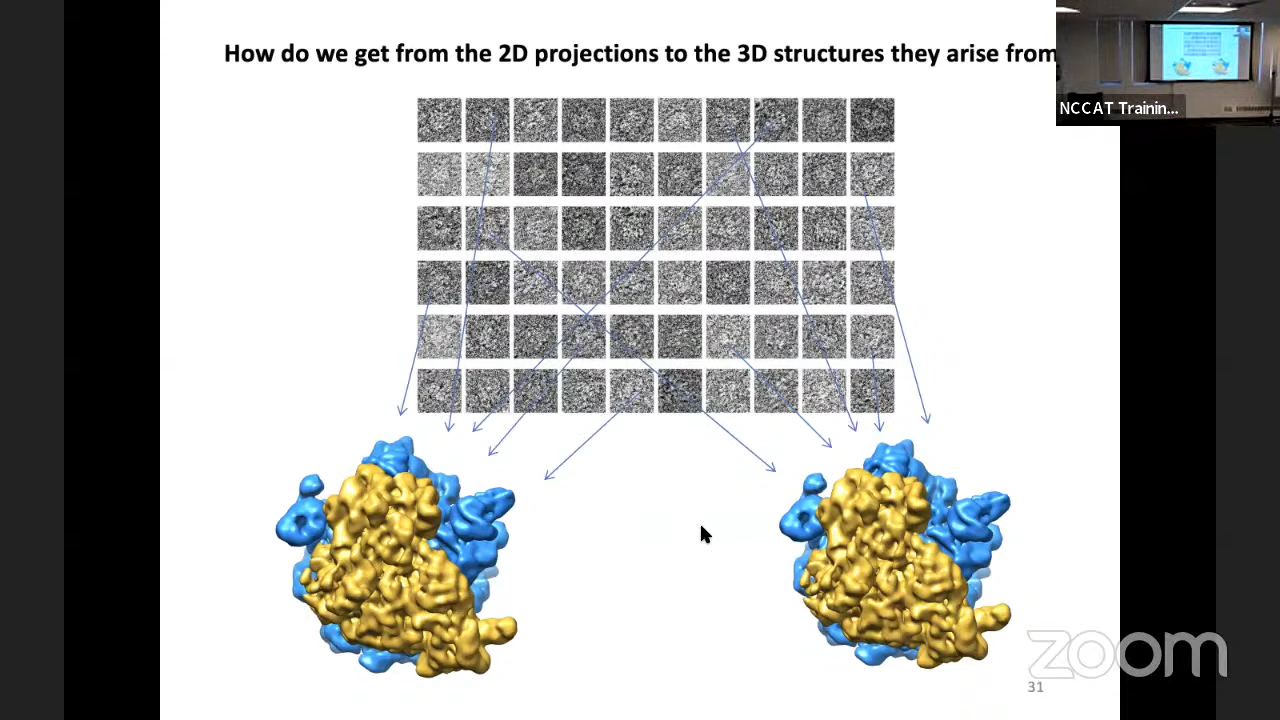 How do we get from the 2D projections to the 3D structures they arise from
NCCAT Trainin...
zoom
31